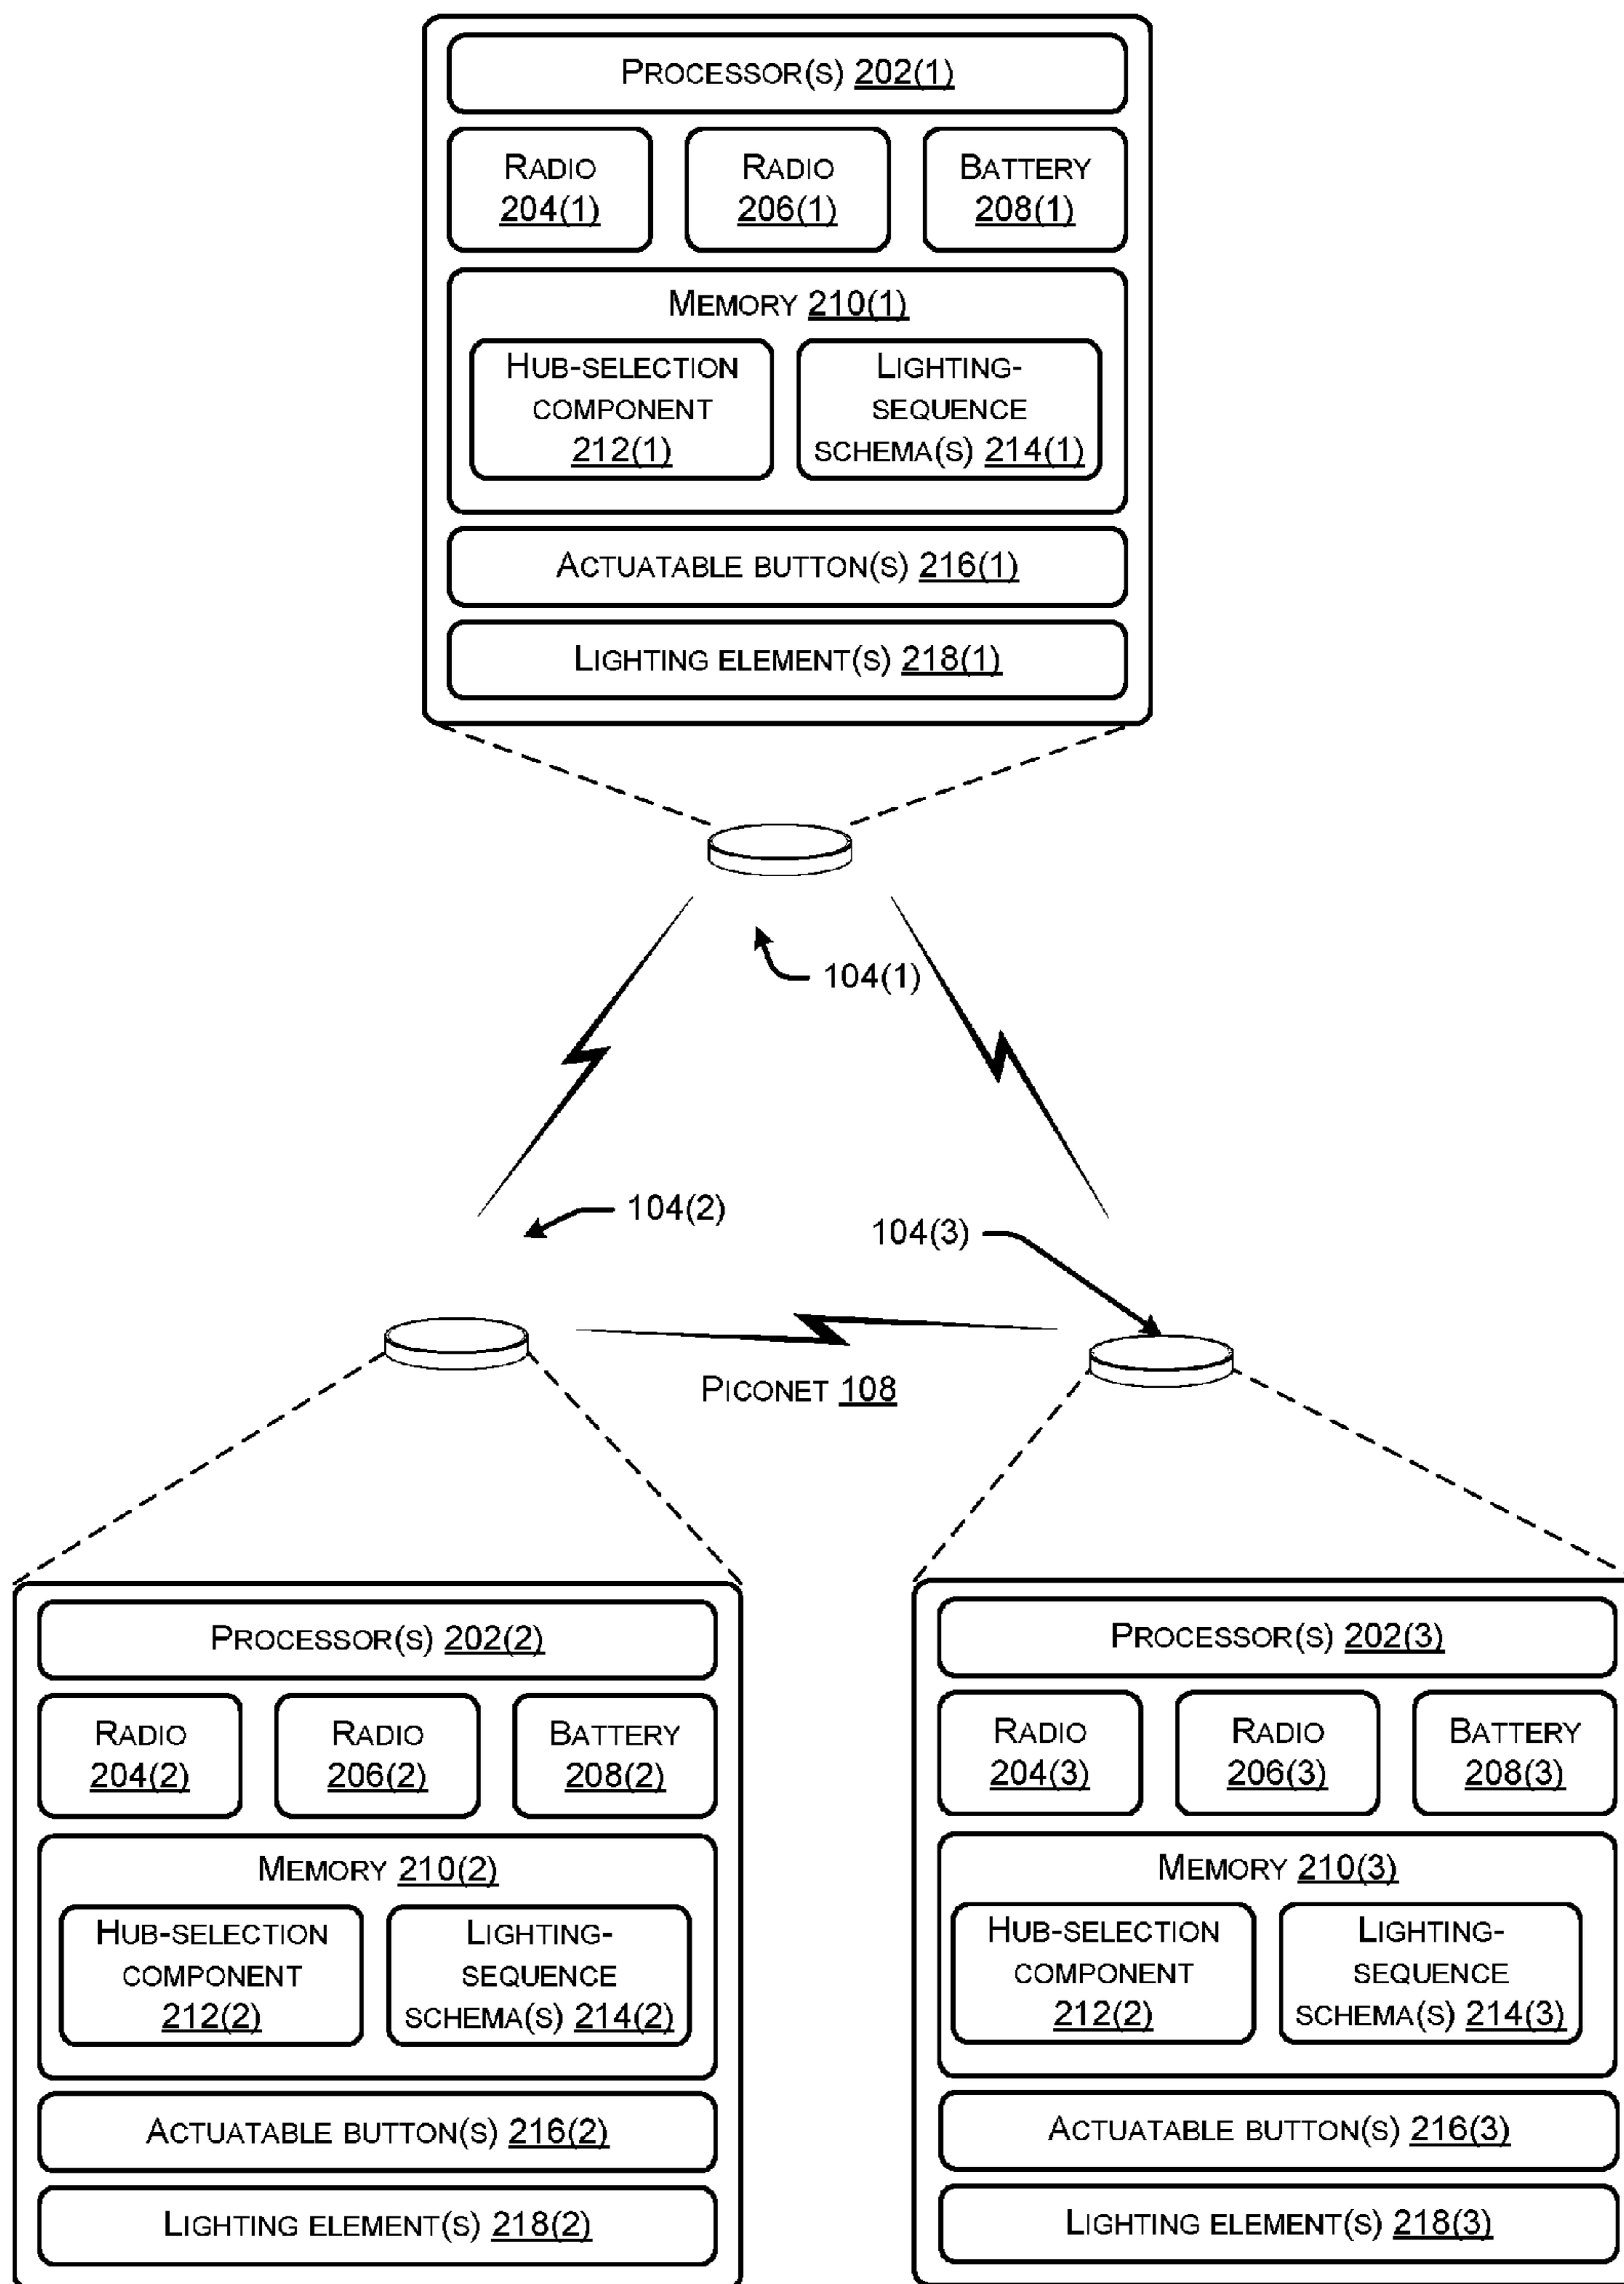 PROCESSOR(S) 202(1)
RADIO
204(1)
RADIO
206(1)
BATTERY
208(1)
MEMORY 210(1)
HUB-SELECTION
COMPONENT
212(1)
LIGHTING-
SEQUENCE
SCHEMA(S) 214(1)
ACTUATABLE BUTTON(S) 216(1)
LIGHTING ELEMENT(S) 218(1)
104(1)
104(2)
104(3)
PICONET 108
PROCESSOR(S) 202(2)
RADIO
204(2)
RADIO
206(2)
BATTERY
208(2)
MEMORY 210(2)
HUB-SELECTION
COMPONENT
212(2)
LIGHTING-
SEQUENCE
SCHEMA(S) 214(2)
ACTUATABLE BUTTON(S) 216(2)
LIGHTING ELEMENT(S) 218(2)
PROCESSOR(S) 202(3)
RADIO
204(3)
RADIO
206(3)
BATTERY
208(3)
MEMORY 210(3)
HUB-SELECTION
COMPONENT
212(2)
LIGHTING-
SEQUENCE
SCHEMA(S) 214(3)
ACTUATABLE BUTTON(S) 216(3)
LIGHTING ELEMENT(S) 218(3)